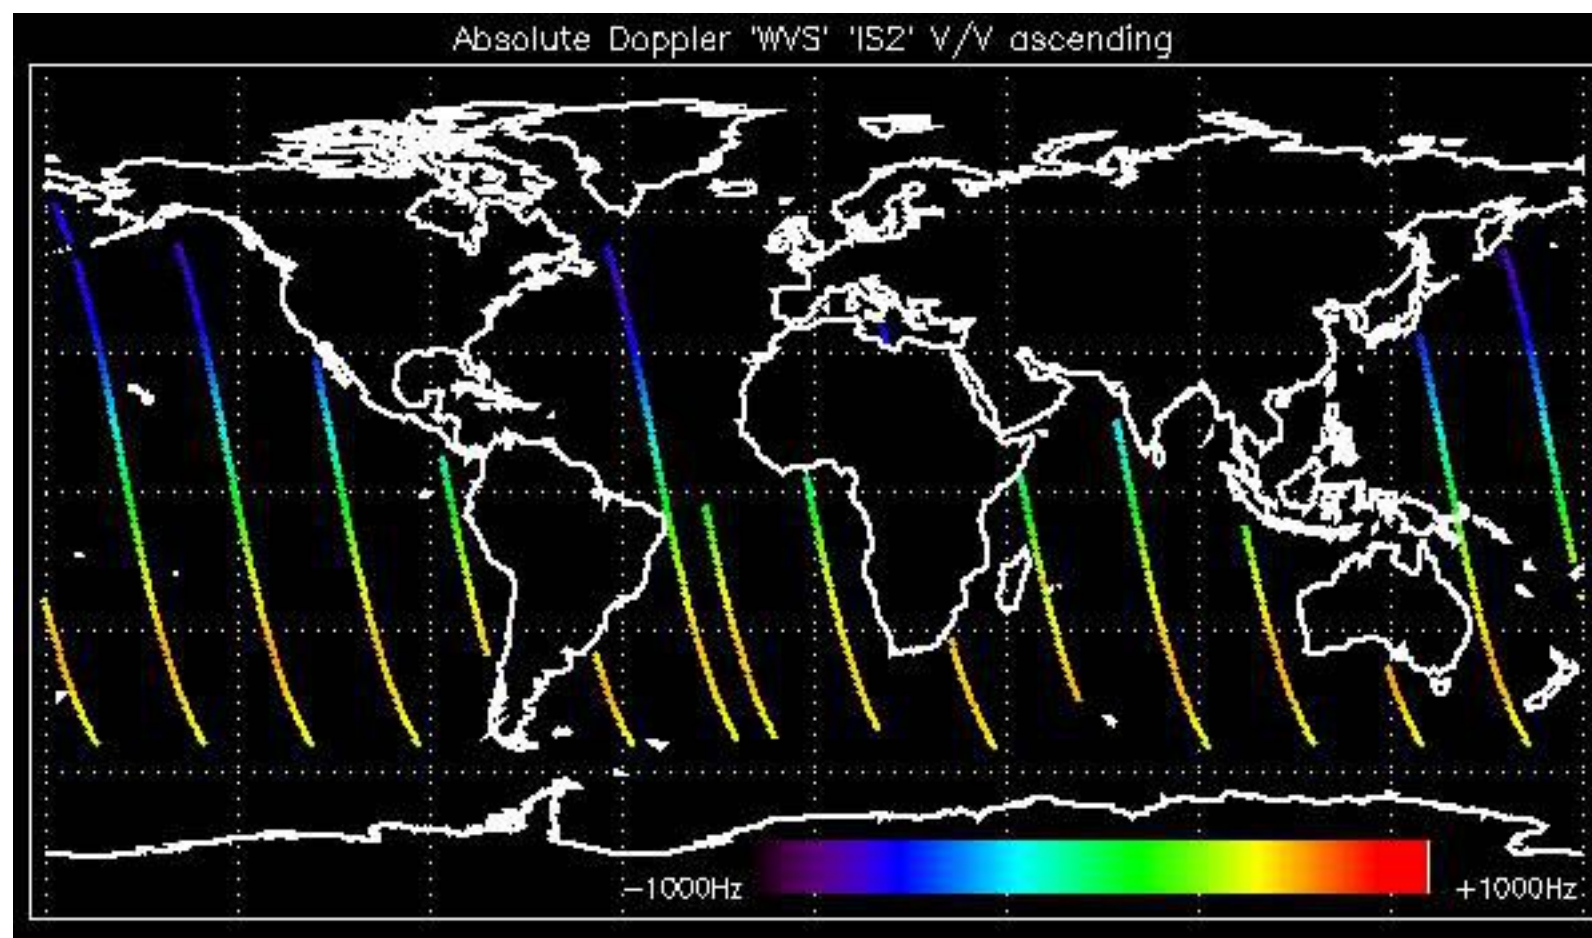 Absolute Doppler 'WVS' 'IS2' V/V ascending
-1000Hz
+1000Hz